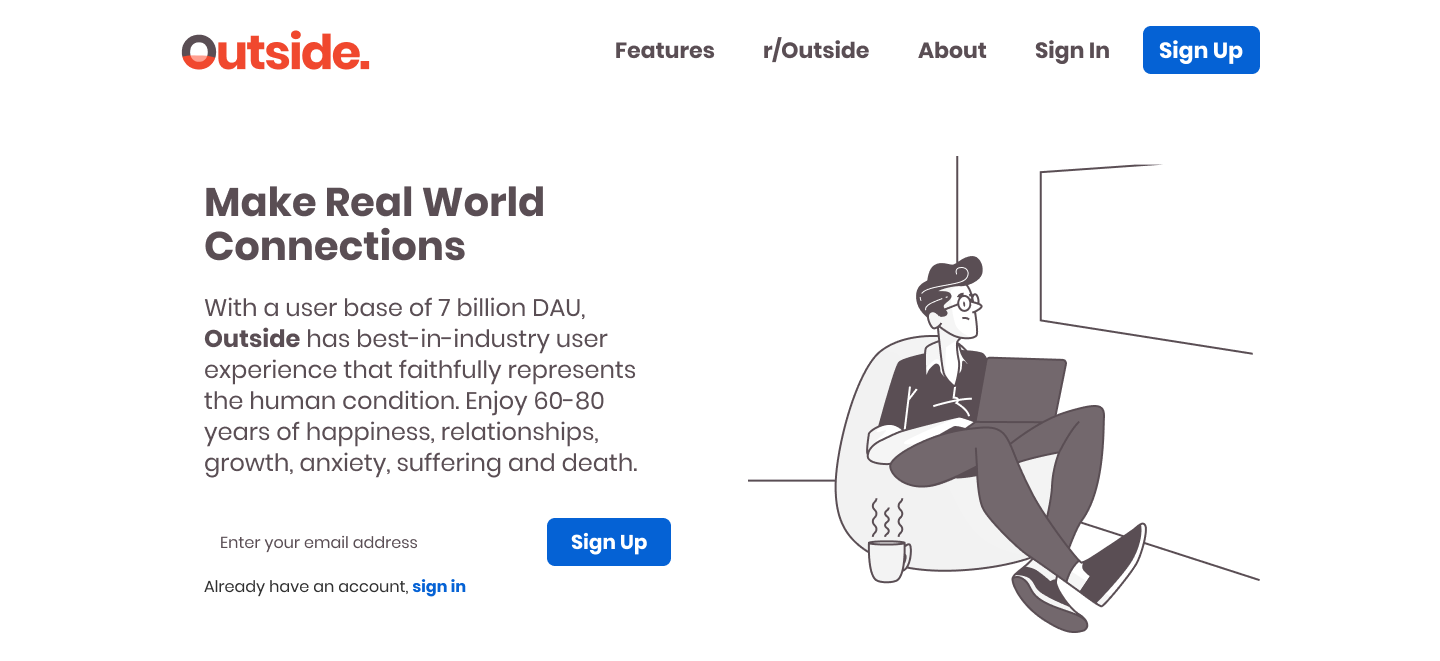 Outside.
Features
r/Outside
About
Sign In
Sign Up
Make Real World
Connections
With a user base of 7 billion DAU,
Outside has best-in-industry user
experience that faithfully represents
the human condition. Enjoy 60-80
years of happiness, relationships,
growth, anxiety, suffering and death.
Enter your email address
Sign Up
Already have an account, sign in